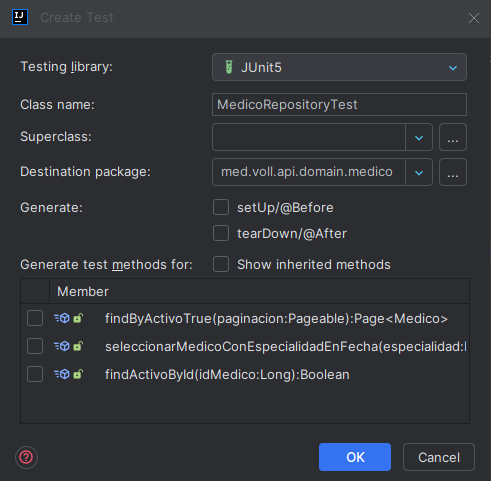 Create Test
Testing library:
JUnit5
Class name:
MedicoRepositoryTest
Superclass:
...
Destination package:
med.voll.api.domain.medico
...
Generate:
setUp/@Before
tearDown/@After
Generate test methods for:
Show inherited methods
Member
findByActivoTrue(paginacion:Pageable):Page<Medico>
seleccionarMedicoConEspecialidadEnFecha(especialidad:
findActivoById(idMedico:Long):Boolean
?
OK
Cancel